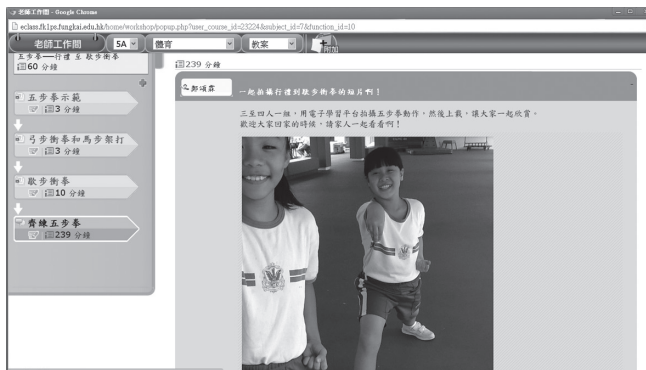 老師工作間 - Google Chrome
eclass.fk1ps.fungkai.edu.hk/home/workshop/popup.php?user_course_id=23224&subject_id=7&function_id=10
老師工作間 5A 體育 教案 附加
五步拳──行禮 至 歇步衝拳
60 分鐘
五步拳示範
3 分鐘
弓步衝拳和馬步架打
3 分鐘
歇步衝拳
10 分鐘
齊練五步拳
239 分鐘
239 分鐘
鄭頌霖
一起拍攝行禮到歇步衝拳的短片啊！
三至四人一組，用電子學習平台拍攝五步拳動作，然後上載，讓大家一起欣賞。
歡迎大家回家的時候，請家人一起看看啊！